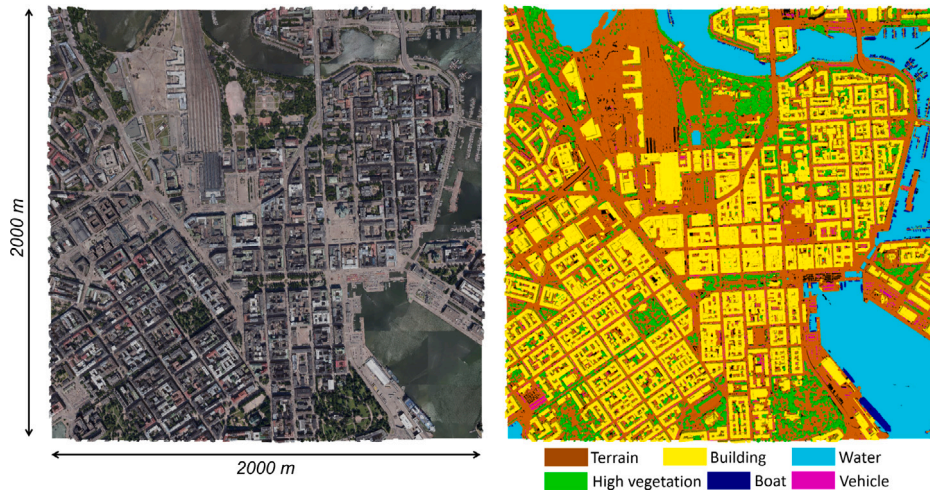 2000 m
2000 m
Terrain
Building
Water
High vegetation
Boat
Vehicle